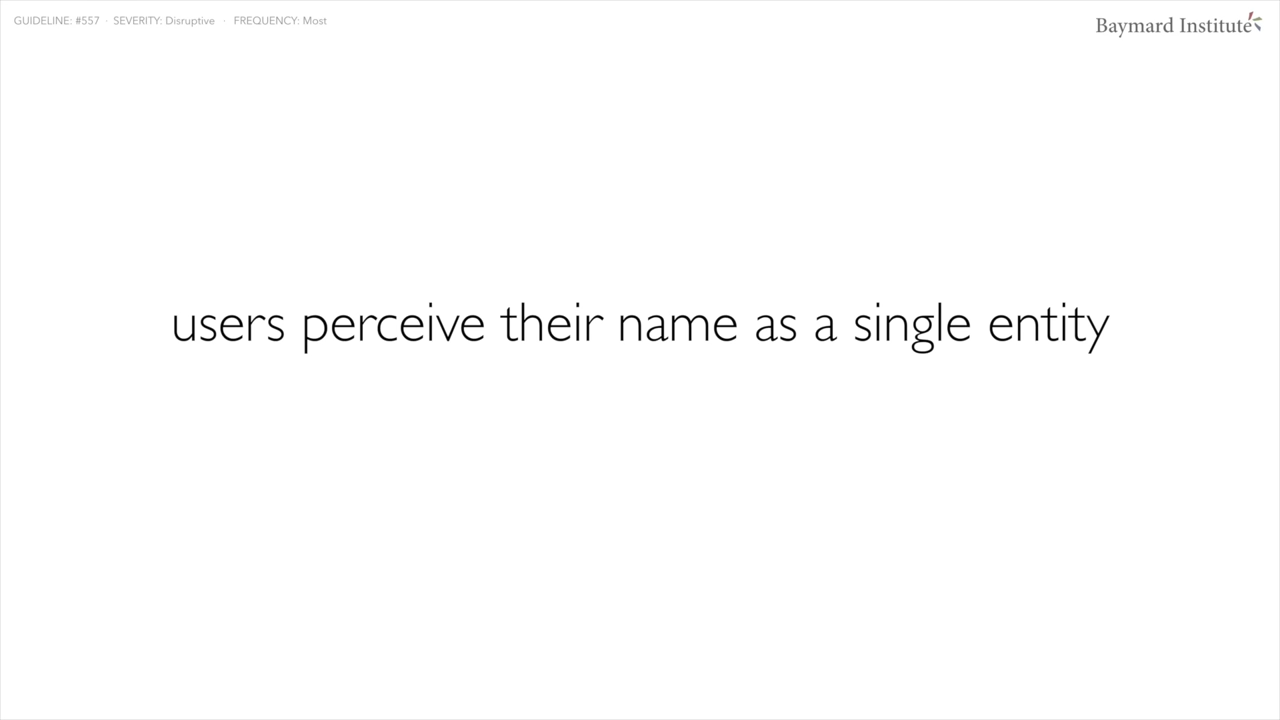 GUIDELINE: #557 · SEVERITY: Disruptive · FREQUENCY: Most
Baymard Institute
users perceive their name as a single entity